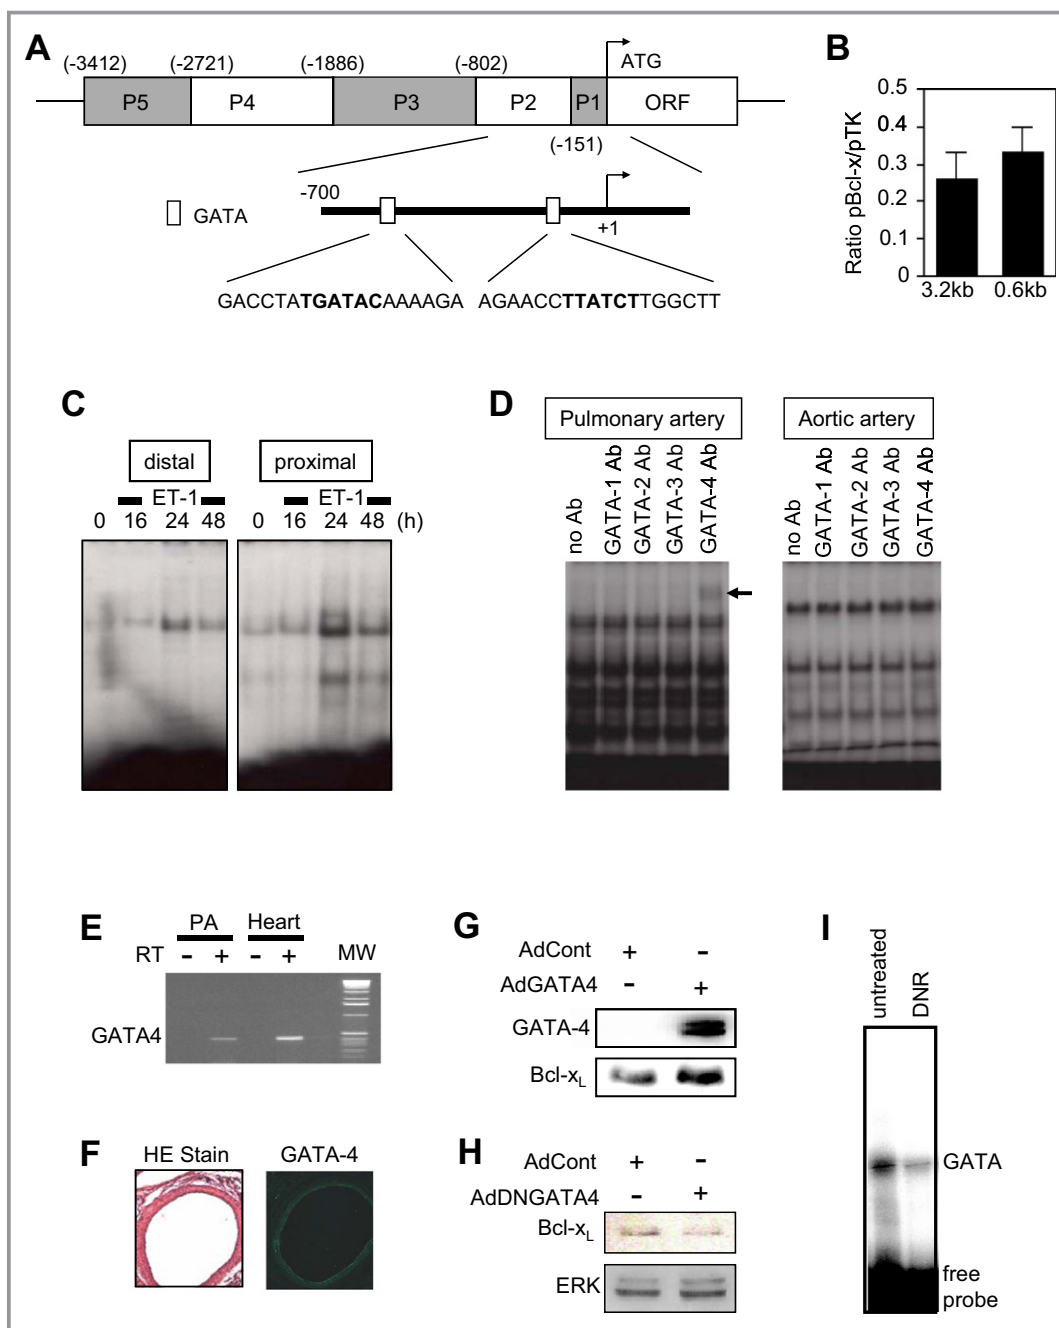 A
(-3412) (-2721) (-1886) (-802) ATG
P5 P4 P3 P2 P1 ORF
(-151)
-700
GATA
+1
GACCTATGATACAAAAGA AGAACCTTATCTTGGCTT
B
Ratio pBcl-x/pTK
0.5
0.4
0.3
0.2
0.1
0
3.2kb 0.6kb
C
distal proximal
ET-1 ET-1
0 16 24 48 0 16 24 48 (h)
D
Pulmonary artery Aortic artery
no Ab GATA-1 Ab GATA-2 Ab GATA-3 Ab GATA-4 Ab
no Ab GATA-1 Ab GATA-2 Ab GATA-3 Ab GATA-4 Ab
E
PA Heart
RT - + - + MW
GATA4
F
HE Stain GATA-4
G
AdCont + -
AdGATA4 - +
GATA-4
Bcl-xL
H
AdCont + -
AdDNGATA4 - +
Bcl-xL
ERK
I
untreated DNR
GATA
free
probe